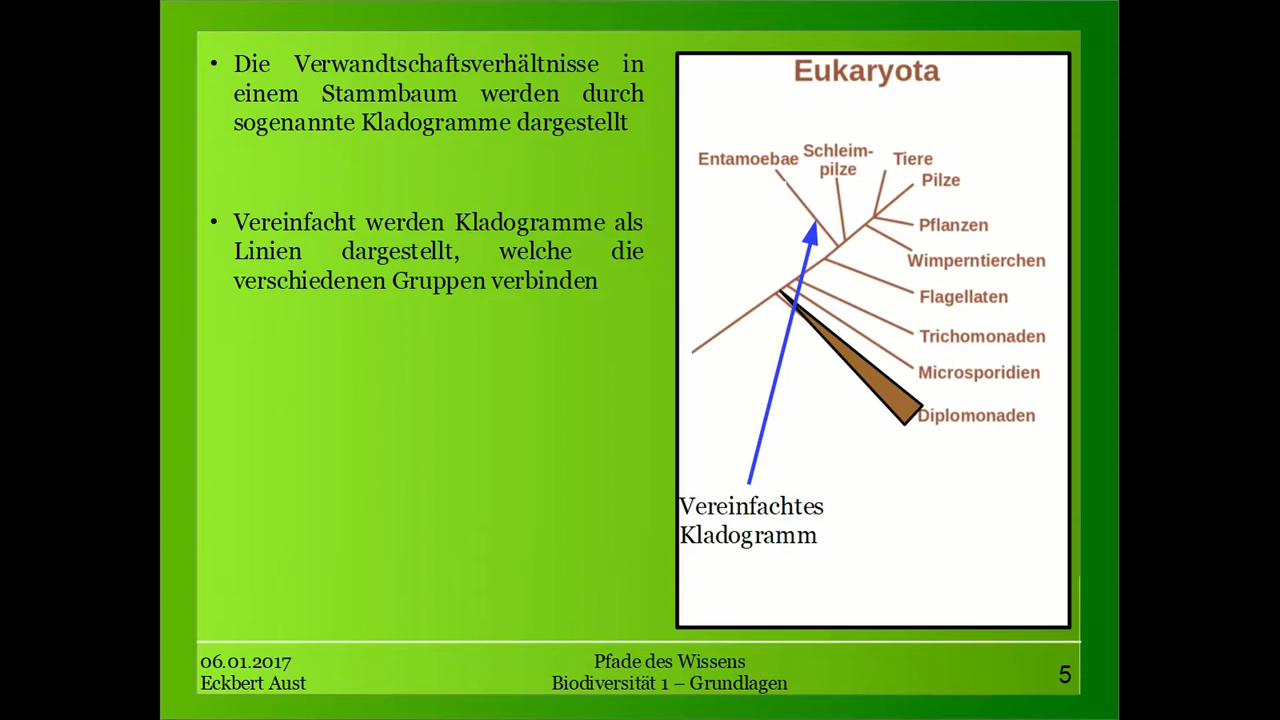 • Die Verwandtschaftsverhältnisse in
einem Stammbaum werden durch
sogenannte Kladogramme dargestellt
• Vereinfacht werden Kladogramme als
Linien dargestellt, welche die
verschiedenen Gruppen verbinden
Eukaryota
Entamoebae
Schleim-
pilze
Tiere
Pilze
Pflanzen
Wimperntierchen
Flagellaten
Trichomonaden
Microsporidien
Diplomonaden
Vereinfachtes
Kladogramm
06.01.2017
Eckbert Aust
Pfade des Wissens
Biodiversität 1 – Grundlagen
5